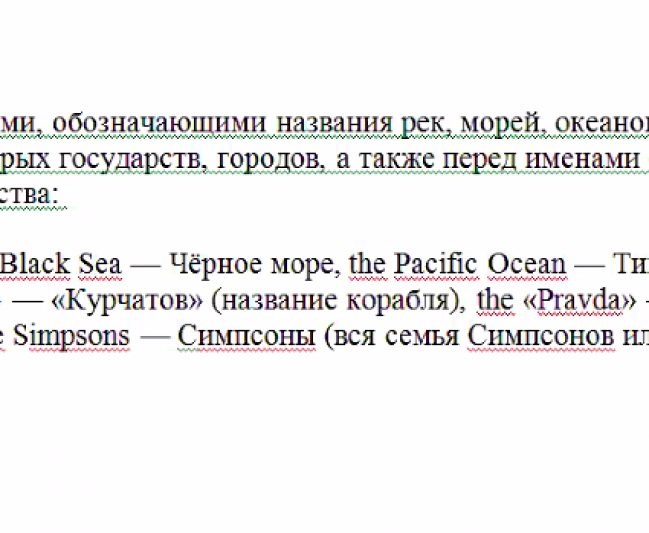 ми, обозначающими названия рек, морей, океанов
рых государств, городов, а также перед именами
ства:
Black Sea — Чёрное море, the Pacific Ocean — Ти
— «Курчатов» (название корабля), the «Pravda» -
e Simpsons — Симпсоны (вся семья Симпсонов ил